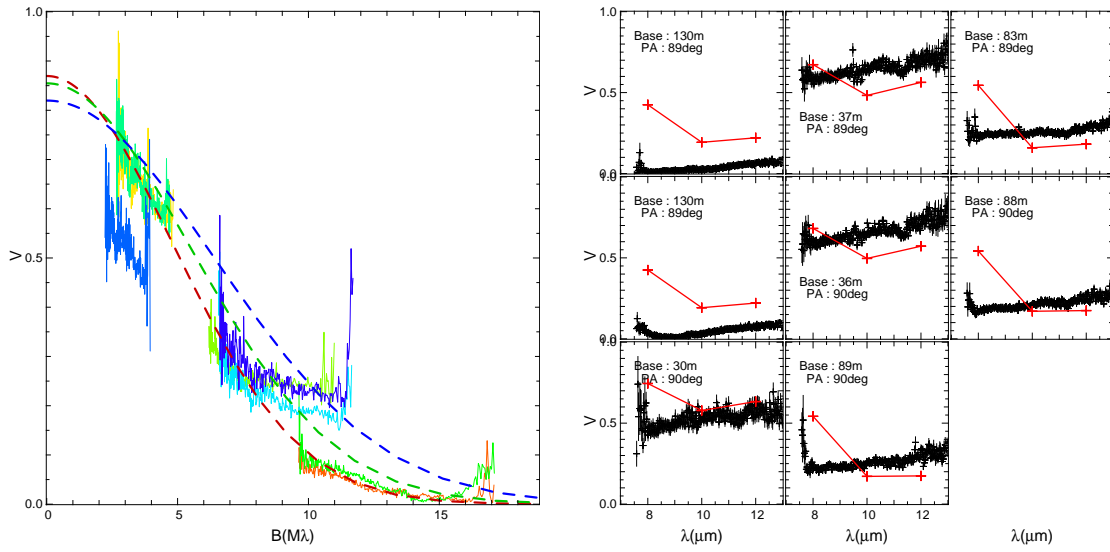 1.0
0.5
0.0
V
0
5
10
15
B(Mλ)
1.0
0.5
0.0
V
Base : 130m
PA : 89deg
Base : 37m
PA : 89deg
Base : 83m
PA : 89deg
1.0
0.5
0.0
V
Base : 130m
PA : 89deg
Base : 36m
PA : 90deg
Base : 88m
PA : 90deg
1.0
0.5
0.0
V
Base : 30m
PA : 90deg
Base : 89m
PA : 90deg
8
10
12
8
10
12
8
10
12
λ(μm)
λ(μm)
λ(μm)